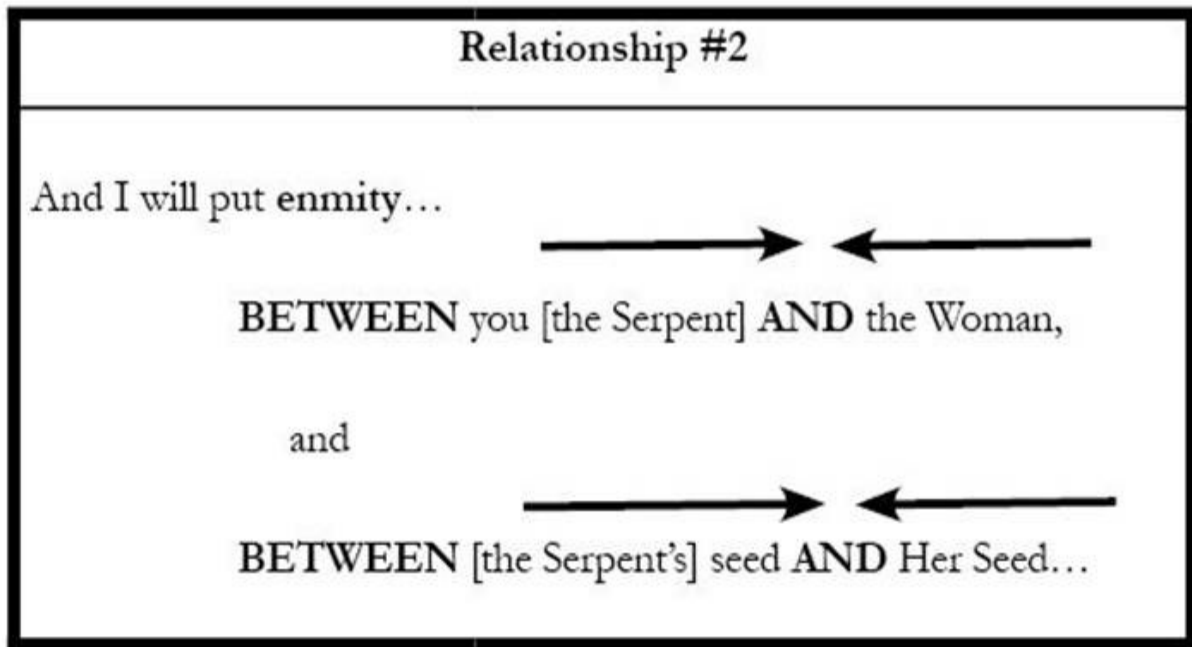 Relationship #2
And I will put enmity…
BETWEEN you [the Serpent] AND the Woman,
and
BETWEEN [the Serpent's] seed AND Her Seed…